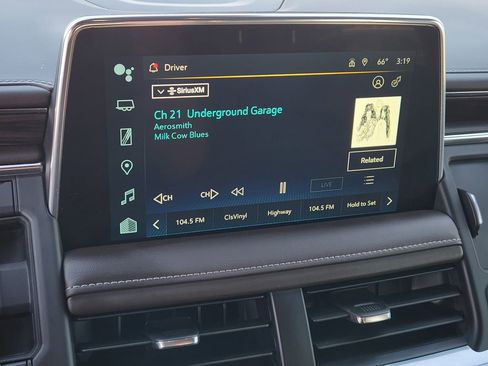 Driver
66° 3:19
SiriusXM
Ch 21 Underground Garage
Aerosmith
Milk Cow Blues
Related
CH CH LIVE
104.5 FM ClsVinyl Highway 104.5 FM Hold to Set